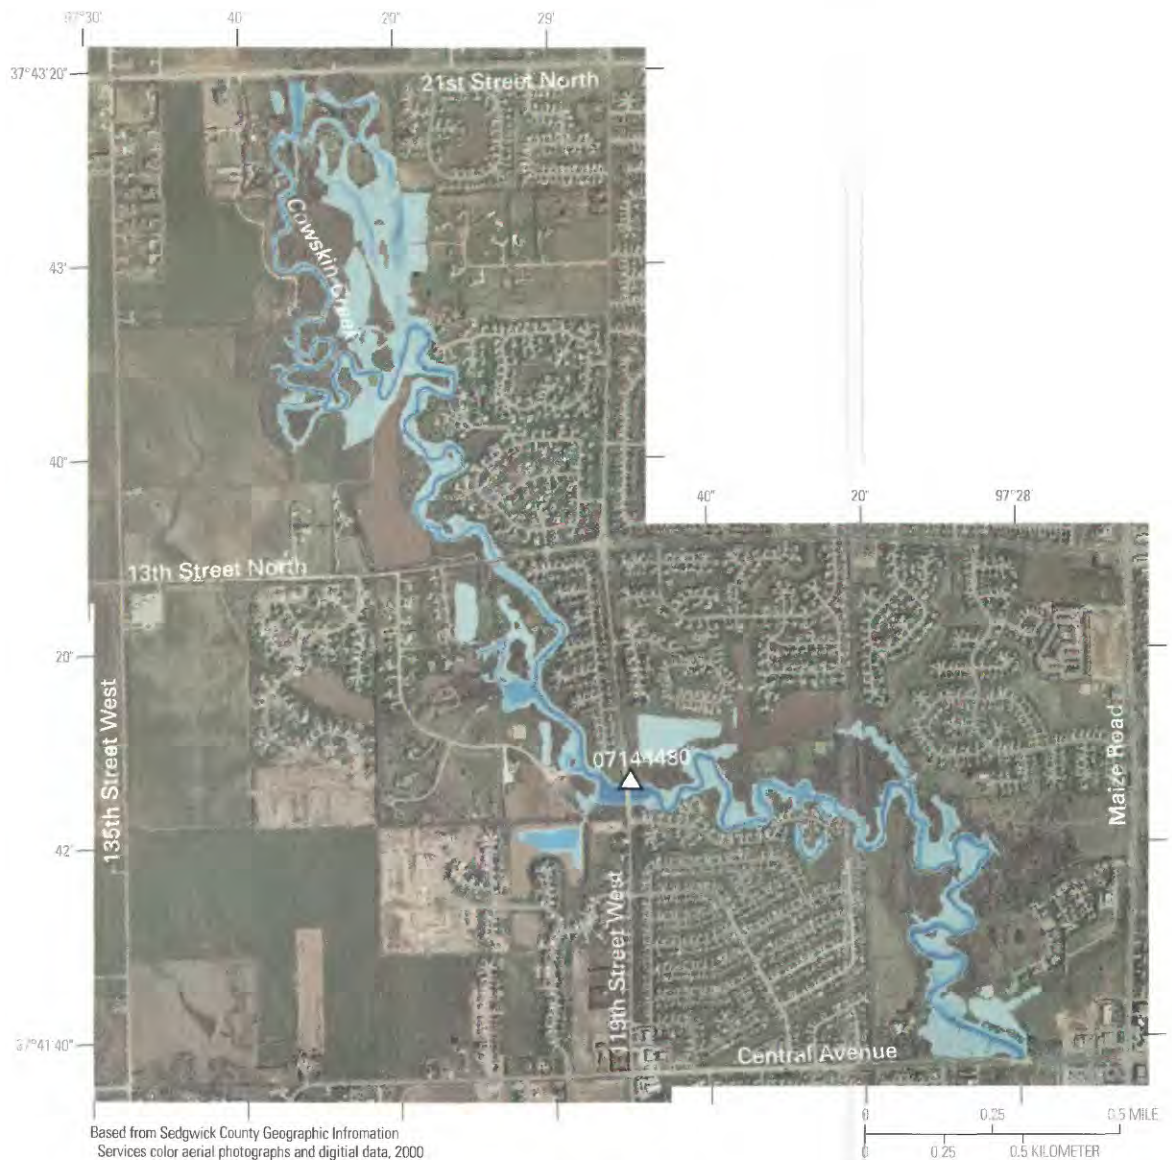 97°30' 40" 29' 29'
37°43'20"
21st Street North
Cowskin Creek
43'
40"
40" 20" 97°28'
13th Street North
20"
135th Street West
Maize Road
07144480
42'
119th Street West
37°41'40"
Central Avenue
Based from Sedgwick County Geographic Infromation
Services color aerial photographs and digitial data, 2000
0 0.25 0.5 MILE
0 0.25 0.5 KILOMETER